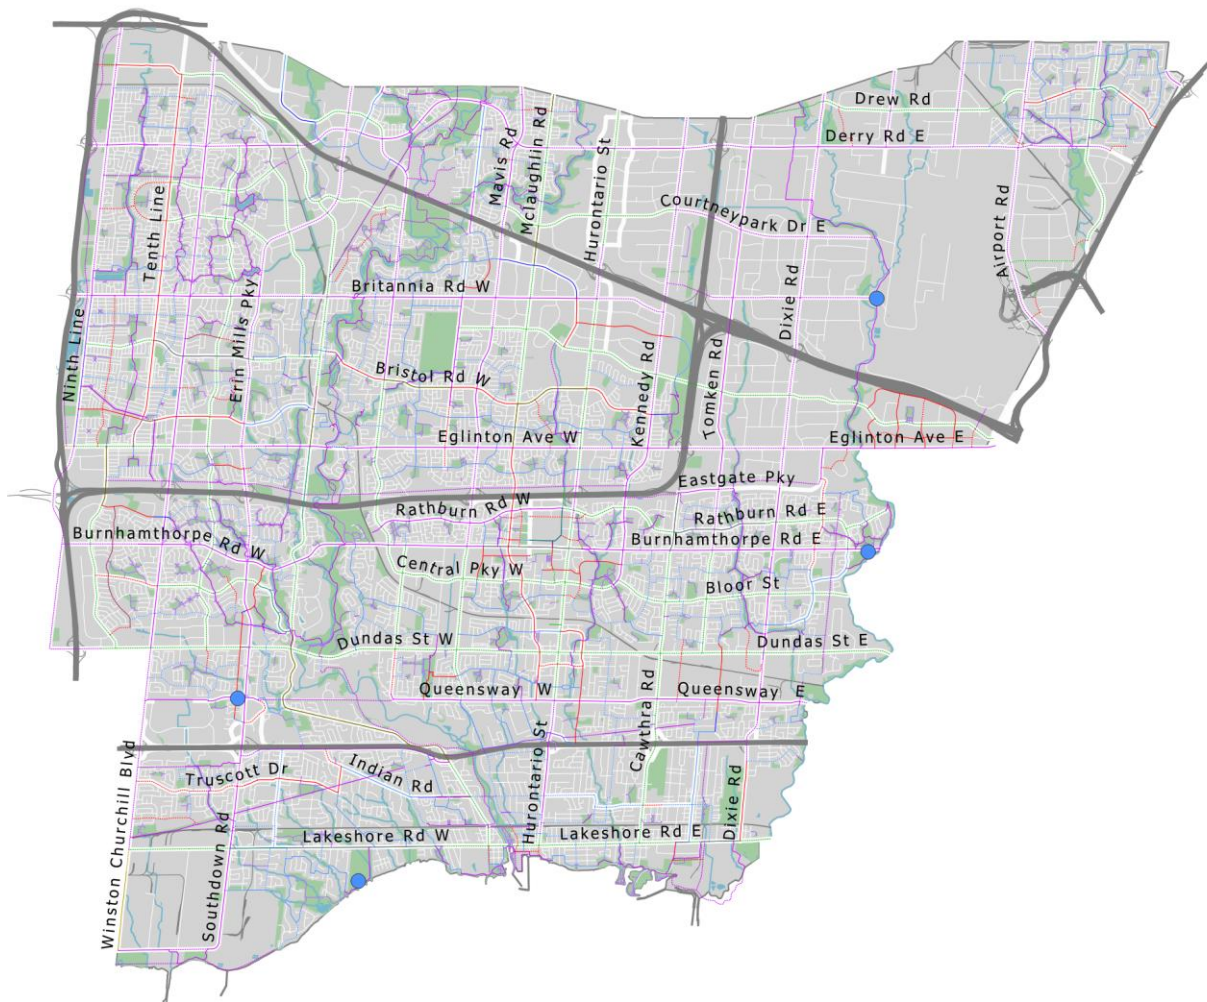 Drew Rd
Derry Rd E
Mavis Rd
Mclaughlin Rd
Hurontario St
Tenth Line
Courtneypark Dr E
Airport Rd
Erin Mills Pky
Britannia Rd W
Dixie Rd
Ninth Line
Bristol Rd W
Kennedy Rd
Tomken Rd
Eglinton Ave W
Eglinton Ave E
Eastgate Pky
Rathburn Rd W
Rathburn Rd E
Burnhamthorpe Rd W
Burnhamthorpe Rd E
Central Pky W
Bloor St
Dundas St W
Dundas St E
Queensway W
Queensway E
Cawthra Rd
Hurontario St
Winston Churchill Blvd
Truscott Dr
Indian Rd
Dixie Rd
Southdown Rd
Lakeshore Rd W
Lakeshore Rd E